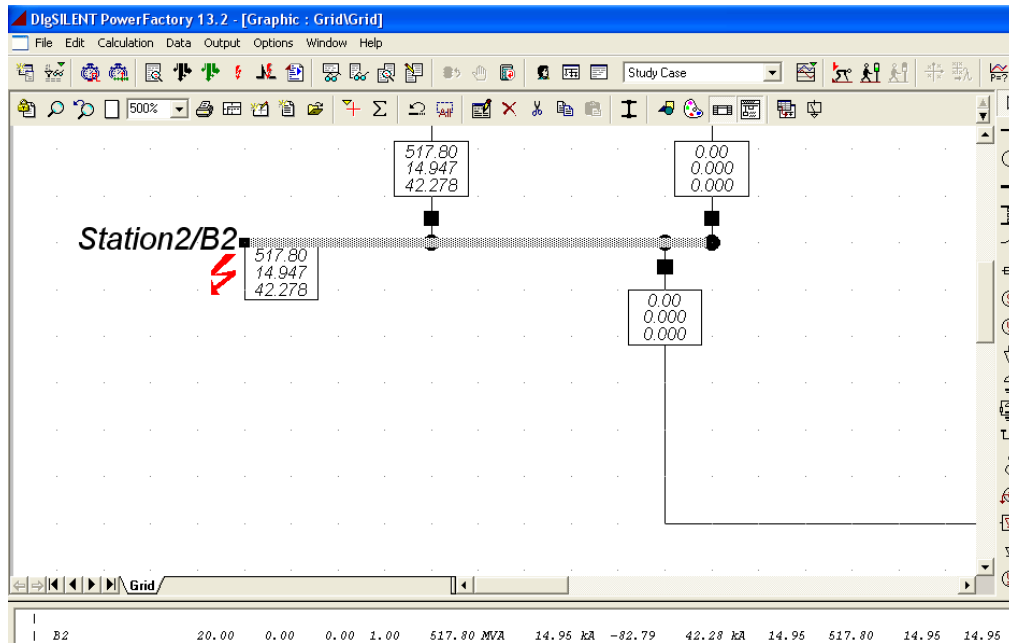 DIgSILENT PowerFactory 13.2 - [Graphic : Grid\Grid]
File Edit Calculation Data Output Options Window Help
Study Case
500%
517.80
14.947
42.278
0.00
0.000
0.000
Station2/B2
517.80
14.947
42.278
0.00
0.000
0.000
Grid
B2 20.00 0.00 0.00 1.00 517.80 MVA 14.95 kA -82.79 42.28 kA 14.95 517.80 14.95 14.95